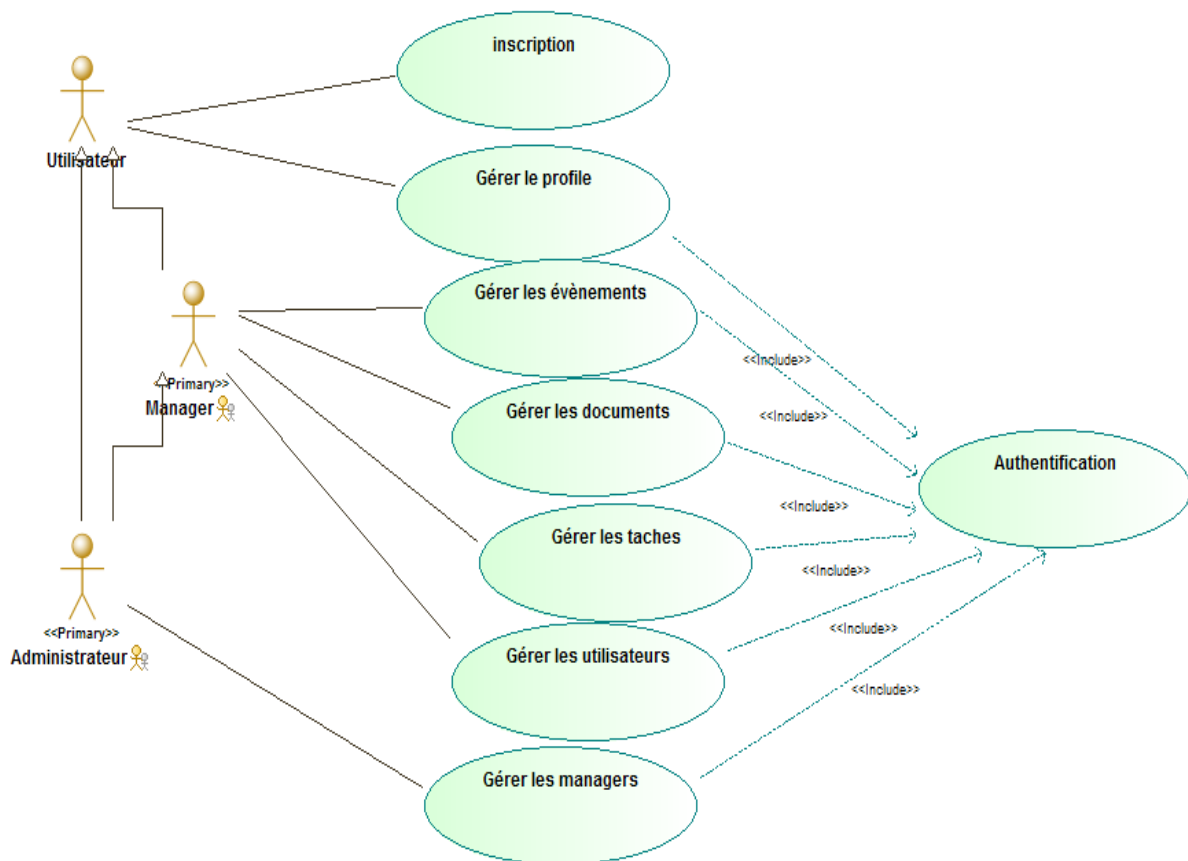 inscription
Utilisateur
Gérer le profile
Gérer les évènements
<<Include>>
<<Primary>>
Manager
Gérer les documents
<<Include>>
Authentification
<<Include>>
Gérer les taches
<<Include>>
<<Primary>>
Administrateur
Gérer les utilisateurs
<<Include>>
<<Include>>
Gérer les managers